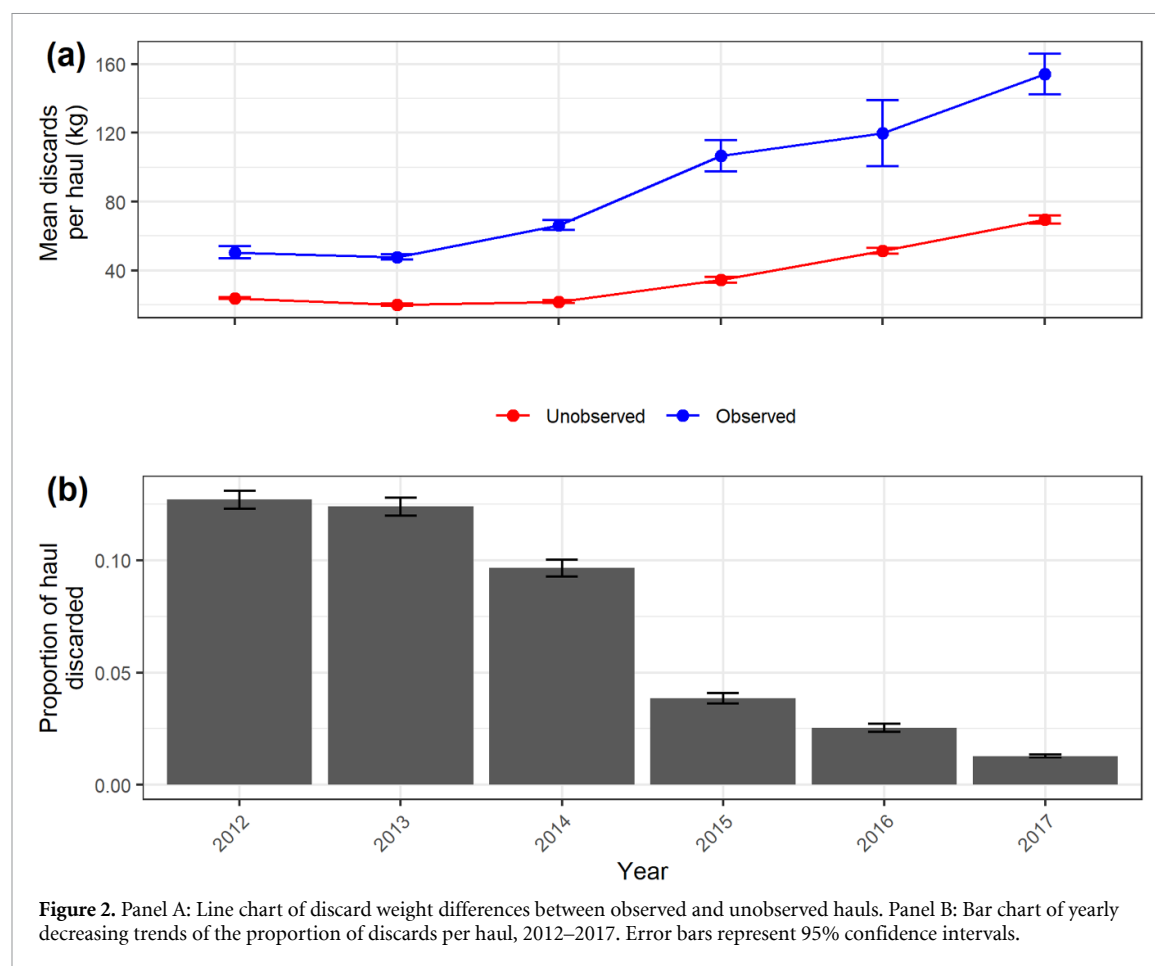 (a)
160
120
80
40
Mean discards
per haul (kg)
Unobserved Observed
(b)
0.10
0.05
0.00
Proportion of haul
discarded
2012 2013 2014 2015 2016 2017
Year
Figure 2. Panel A: Line chart of discard weight differences between observed and unobserved hauls. Panel B: Bar chart of yearly
decreasing trends of the proportion of discards per haul, 2012–2017. Error bars represent 95% confidence intervals.